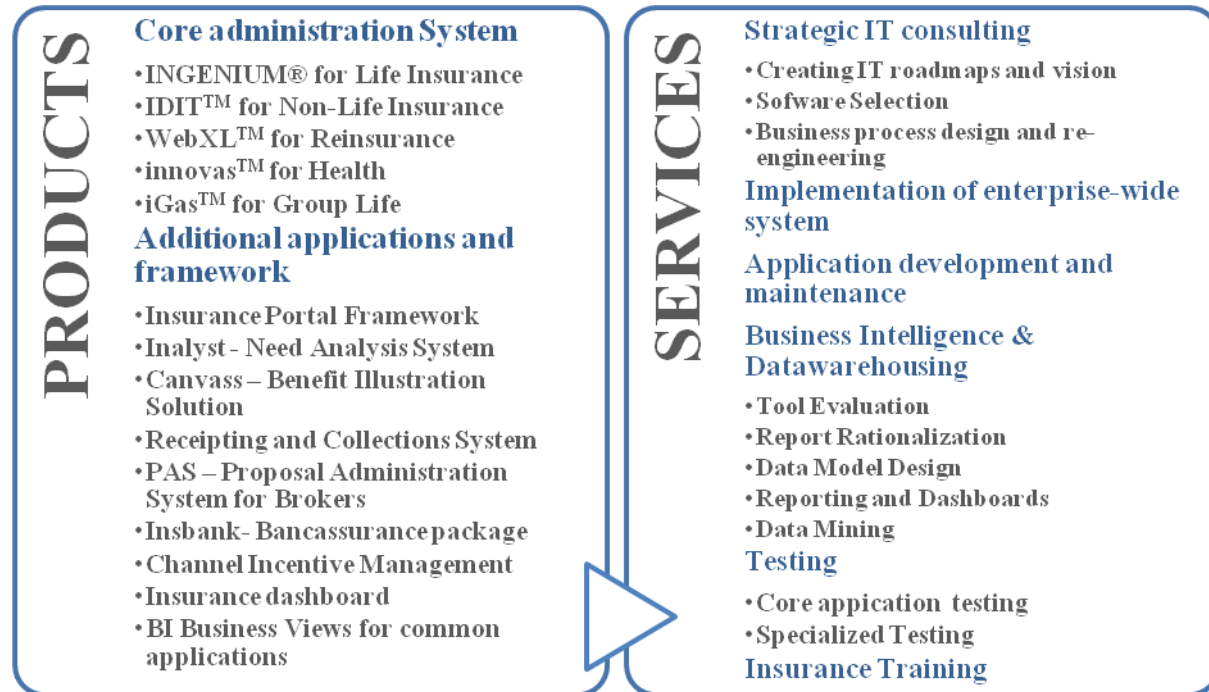 PRODUCTS
Core administration System
•INGENIUM® for Life Insurance
•IDIT™ for Non-Life Insurance
•WebXL™ for Reinsurance
•innovas™ for Health
•iGas™ for Group Life
Additional applications and
framework
•Insurance Portal Framework
•Inalyst - Need Analysis System
•Canvass – Benefit Illustration
Solution
•Receipting and Collections System
•PAS – Proposal Administration
System for Brokers
•Insbank- Bancassurance package
•Channel Incentive Management
•Insurance dashboard
•BI Business Views for common
applications
SERVICES
Strategic IT consulting
•Creating IT roadmaps and vision
•Sofware Selection
•Business process design and re-
engineering
Implementation of enterprise-wide
system
Application development and
maintenance
Business Intelligence &
Datawarehousing
•Tool Evaluation
•Report Rationalization
•Data Model Design
•Reporting and Dashboards
•Data Mining
Testing
•Core appication testing
•Specialized Testing
Insurance Training